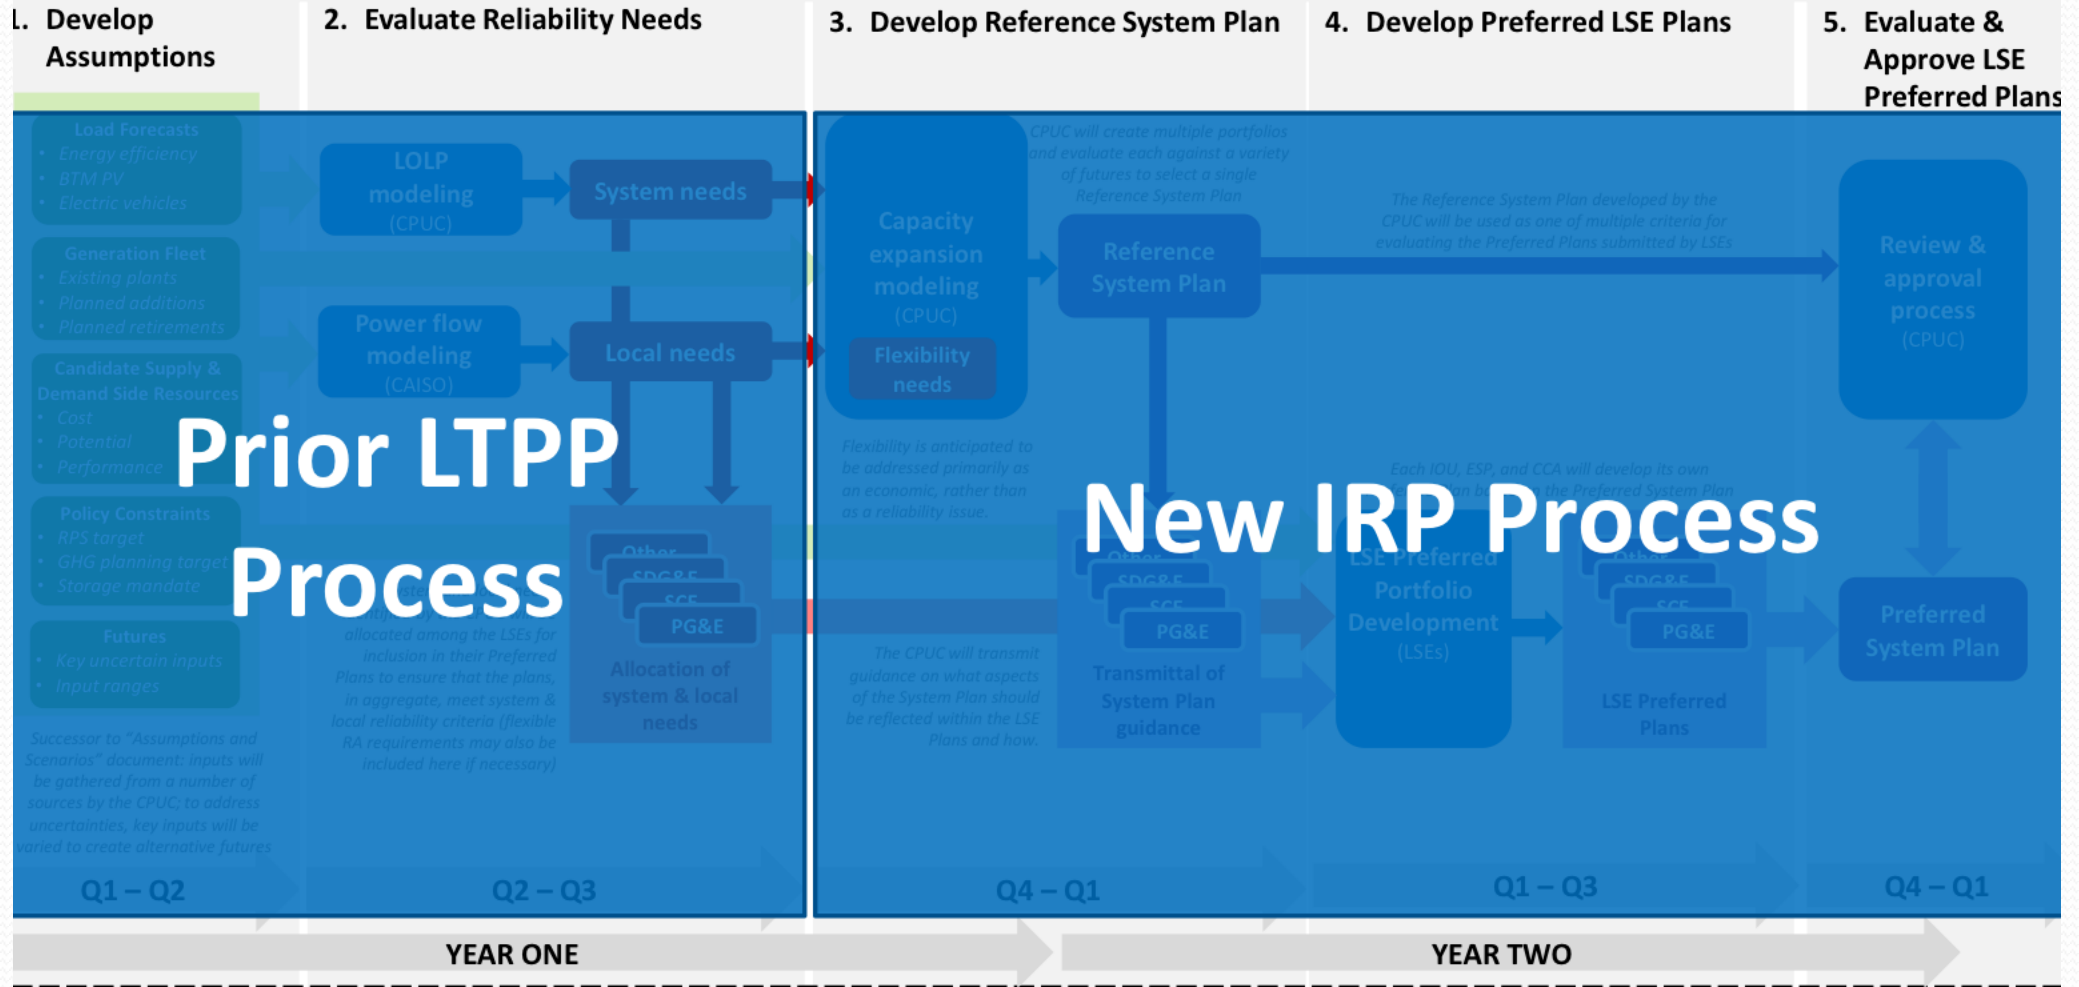 1. Develop
Assumptions
2. Evaluate Reliability Needs
3. Develop Reference System Plan
4. Develop Preferred LSE Plans
5. Evaluate &
Approve LSE
Preferred Plans
Load Forecasts
• Energy efficiency
• BTM PV
• Electric vehicles
Generation Fleet
• Existing plants
• Planned additions
• Planned retirements
Candidate Supply &
Demand Side Resources
• Cost
• Potential
• Performance
Policy Constraints
• RPS target
• GHG planning target
• Storage mandate
Futures
• Key uncertain inputs
• Input ranges
Successor to "Assumptions and
Scenarios" document: inputs will
be gathered from a number of
sources by the CPUC; to address
uncertainties, key inputs will be
varied to create alternative futures
Q1 – Q2
LOLP
modeling
(CPUC)
System needs
Power flow
modeling
(CAISO)
Local needs
Prior LTPP
Process
allocated among the LSEs for
inclusion in their Preferred
Plans to ensure that the plans,
in aggregate, meet system &
local reliability criteria (flexible
RA requirements may also be
included here if necessary)
Other
SDG&E
SCE
PG&E
Allocation of
system & local
needs
Q2 – Q3
Capacity
expansion
modeling
(CPUC)
Flexibility
needs
CPUC will create multiple portfolios
and evaluate each against a variety
of futures to select a single
Reference System Plan
Reference
System Plan
Flexibility is anticipated to
be addressed primarily as
an economic, rather than
as a reliability issue.
The CPUC will transmit
guidance on what aspects
of the System Plan should
be reflected within the LSE
Plans and how.
Other
SDG&E
SCE
PG&E
Transmittal of
System Plan
guidance
Q4 – Q1
New IRP Process
The Reference System Plan developed by the
CPUC will be used as one of multiple criteria for
evaluating the Preferred Plans submitted by LSEs
Each IOU, ESP, and CCA will develop its own
the Preferred System Plan
LSE Preferred
Portfolio
Development
(LSEs)
Other
SDG&E
SCE
PG&E
LSE Preferred
Plans
Q1 – Q3
Review &
approval
process
(CPUC)
Preferred
System Plan
Q4 – Q1
YEAR ONE
YEAR TWO